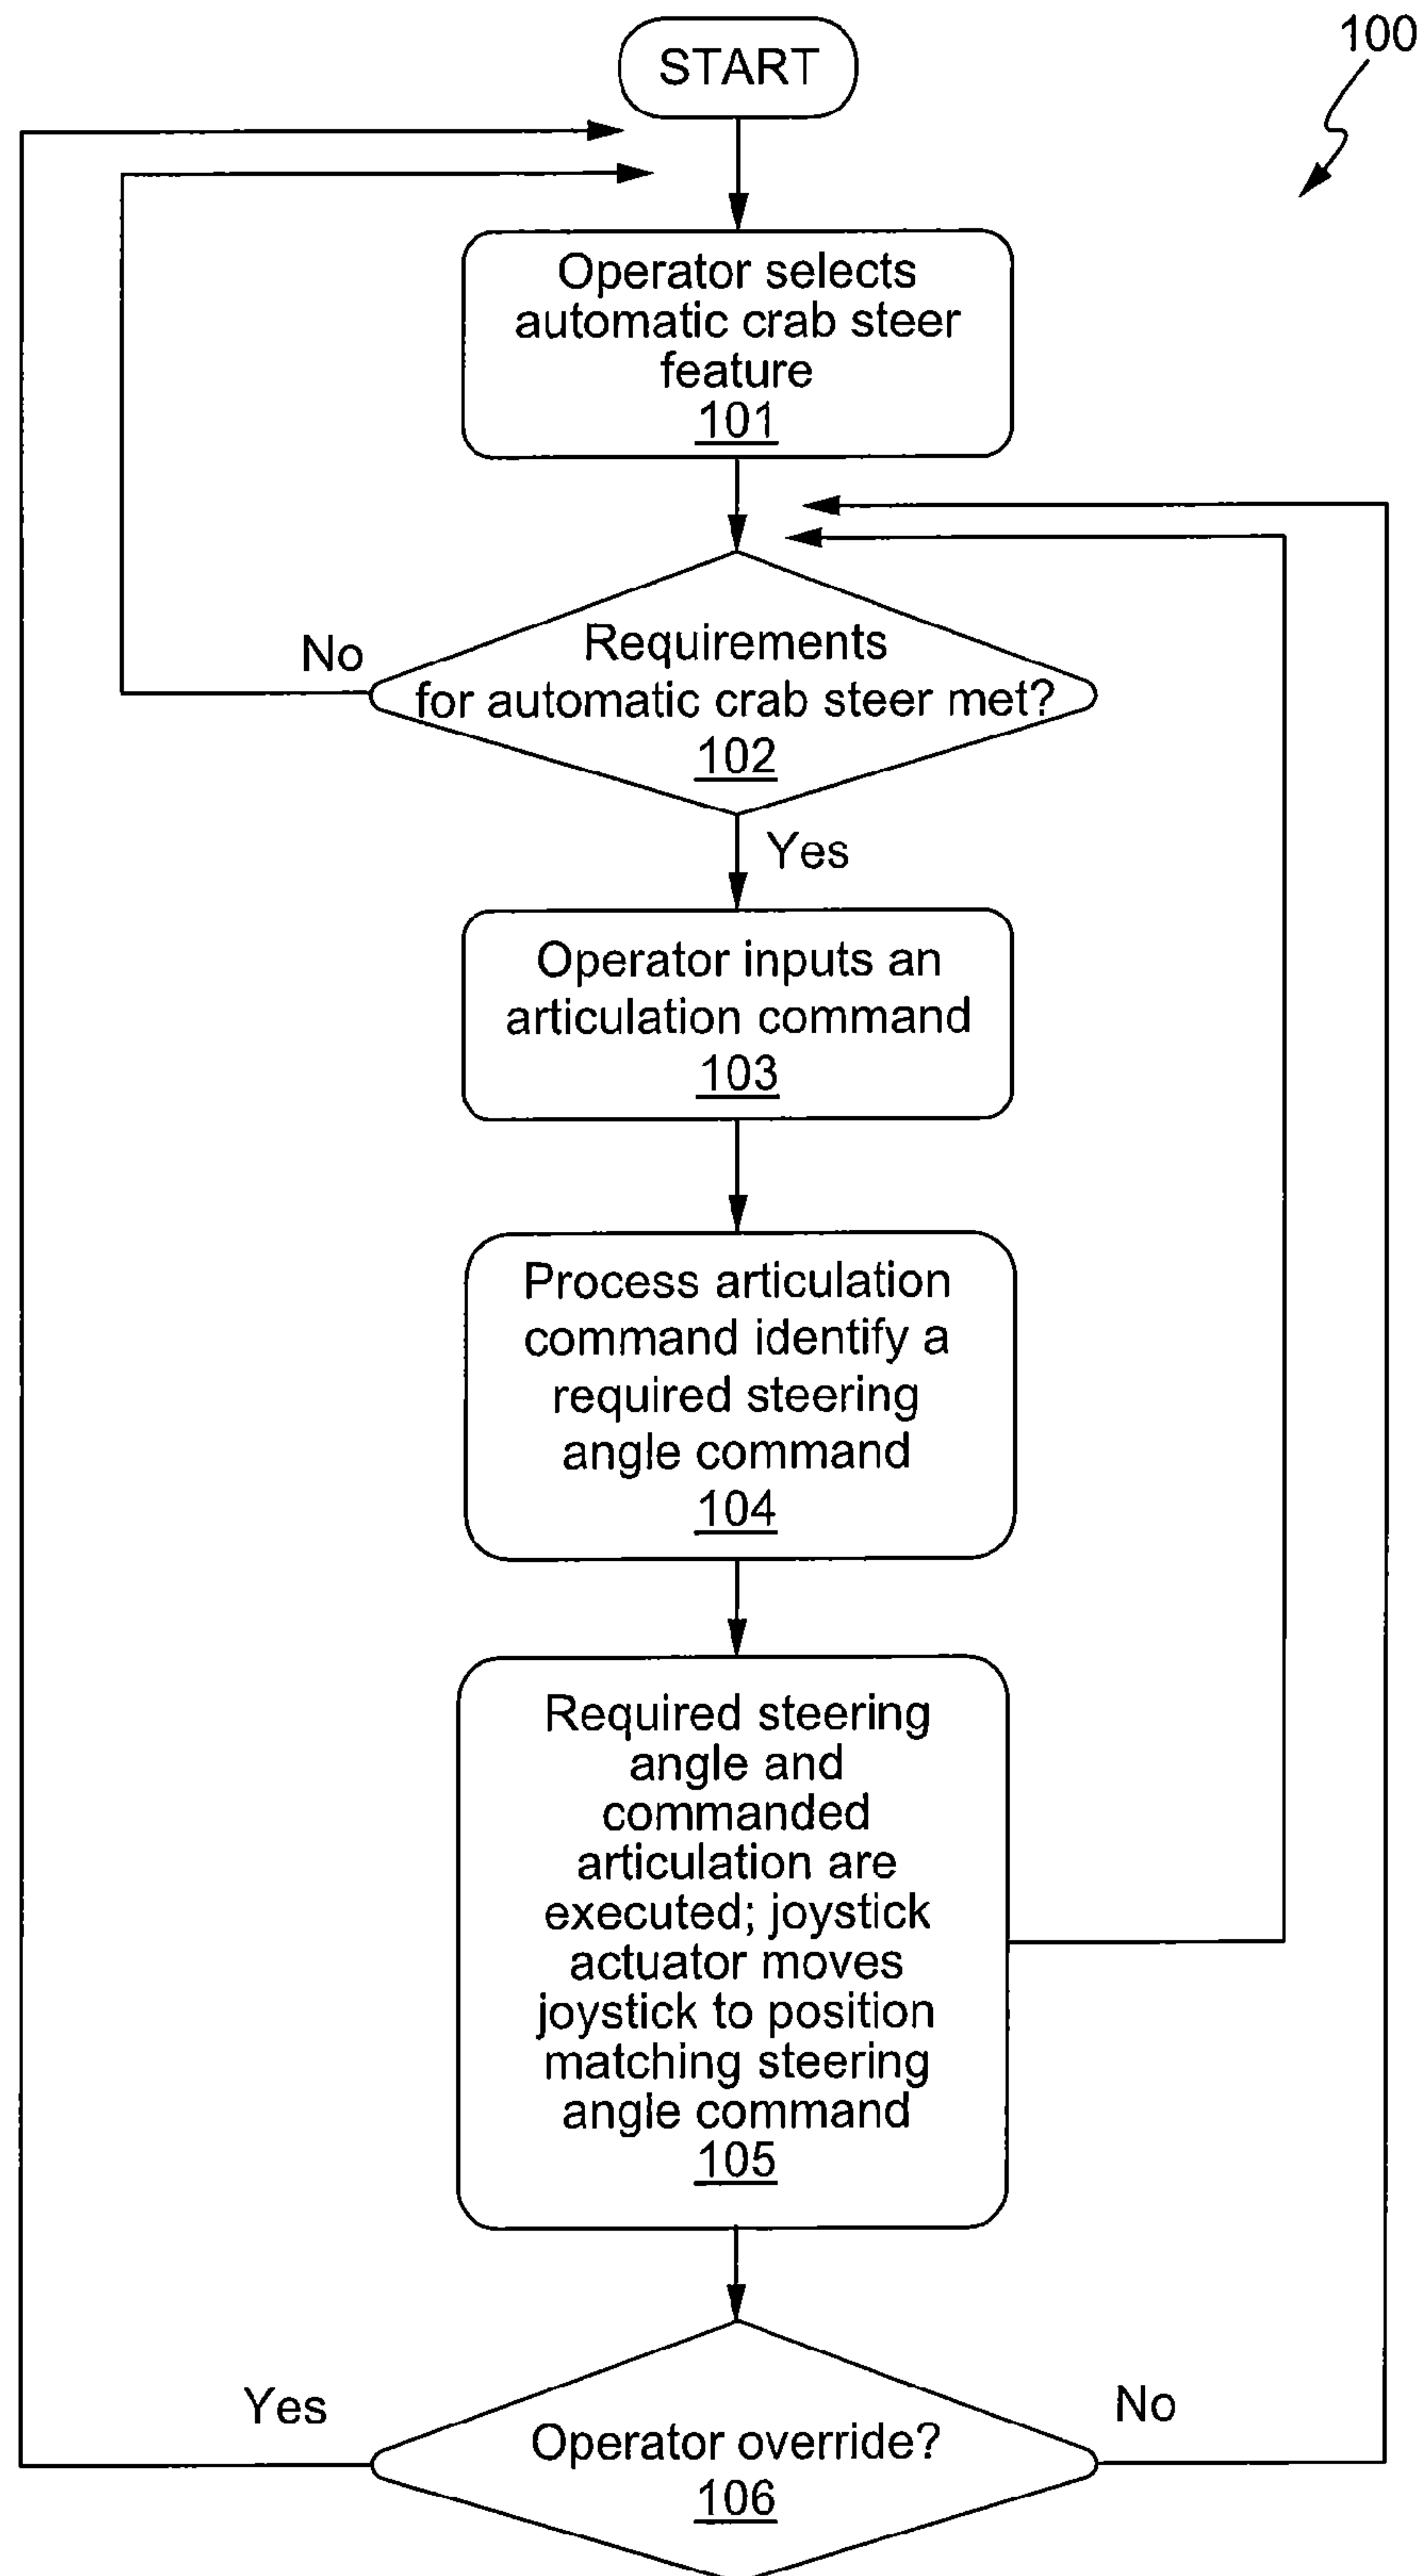 100
START
Operator selects
automatic crab steer
feature
101
Requirements
for automatic crab steer met?
102
No
Yes
Operator inputs an
articulation command
103
Process articulation
command identify a
required steering
angle command
104
Required steering
angle and
commanded
articulation are
executed; joystick
actuator moves
joystick to position
matching steering
angle command
105
Yes
No
Operator override?
106